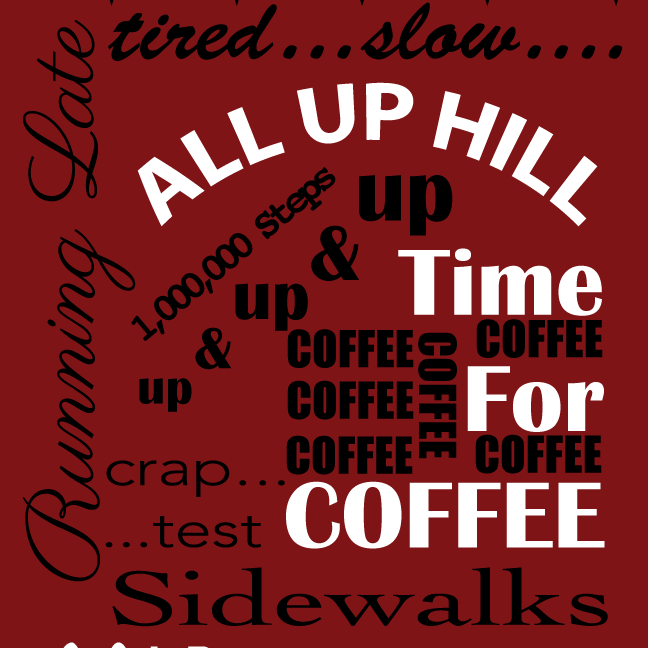 tired...slow....
Running Late
ALL UP HILL
1,000,000 Steps
up & up & up
Time
COFFEE
COFFEE
COFFEE
COFFEE
For
COFFEE
COFFEE
COFFEE
crap...
...test
COFFEE
Sidewalks